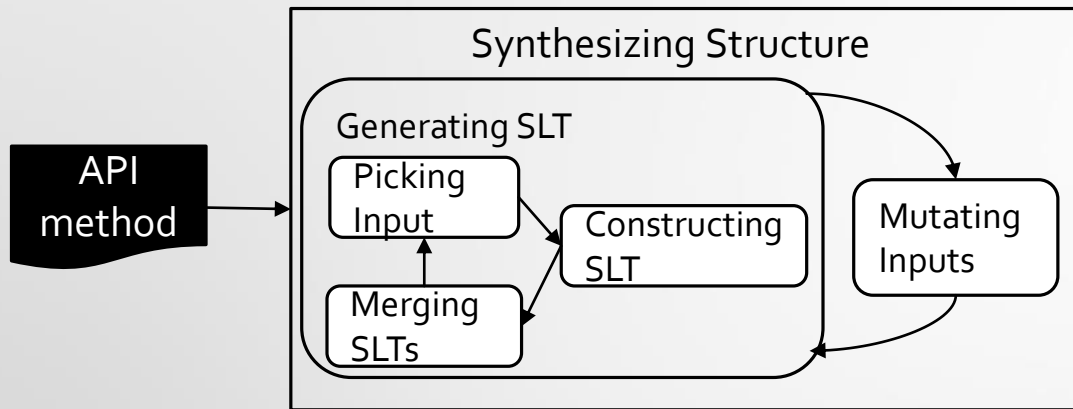 Synthesizing Structure
API
method
Generating SLT
Picking
Input
Constructing
SLT
Merging
SLTs
Mutating
Inputs